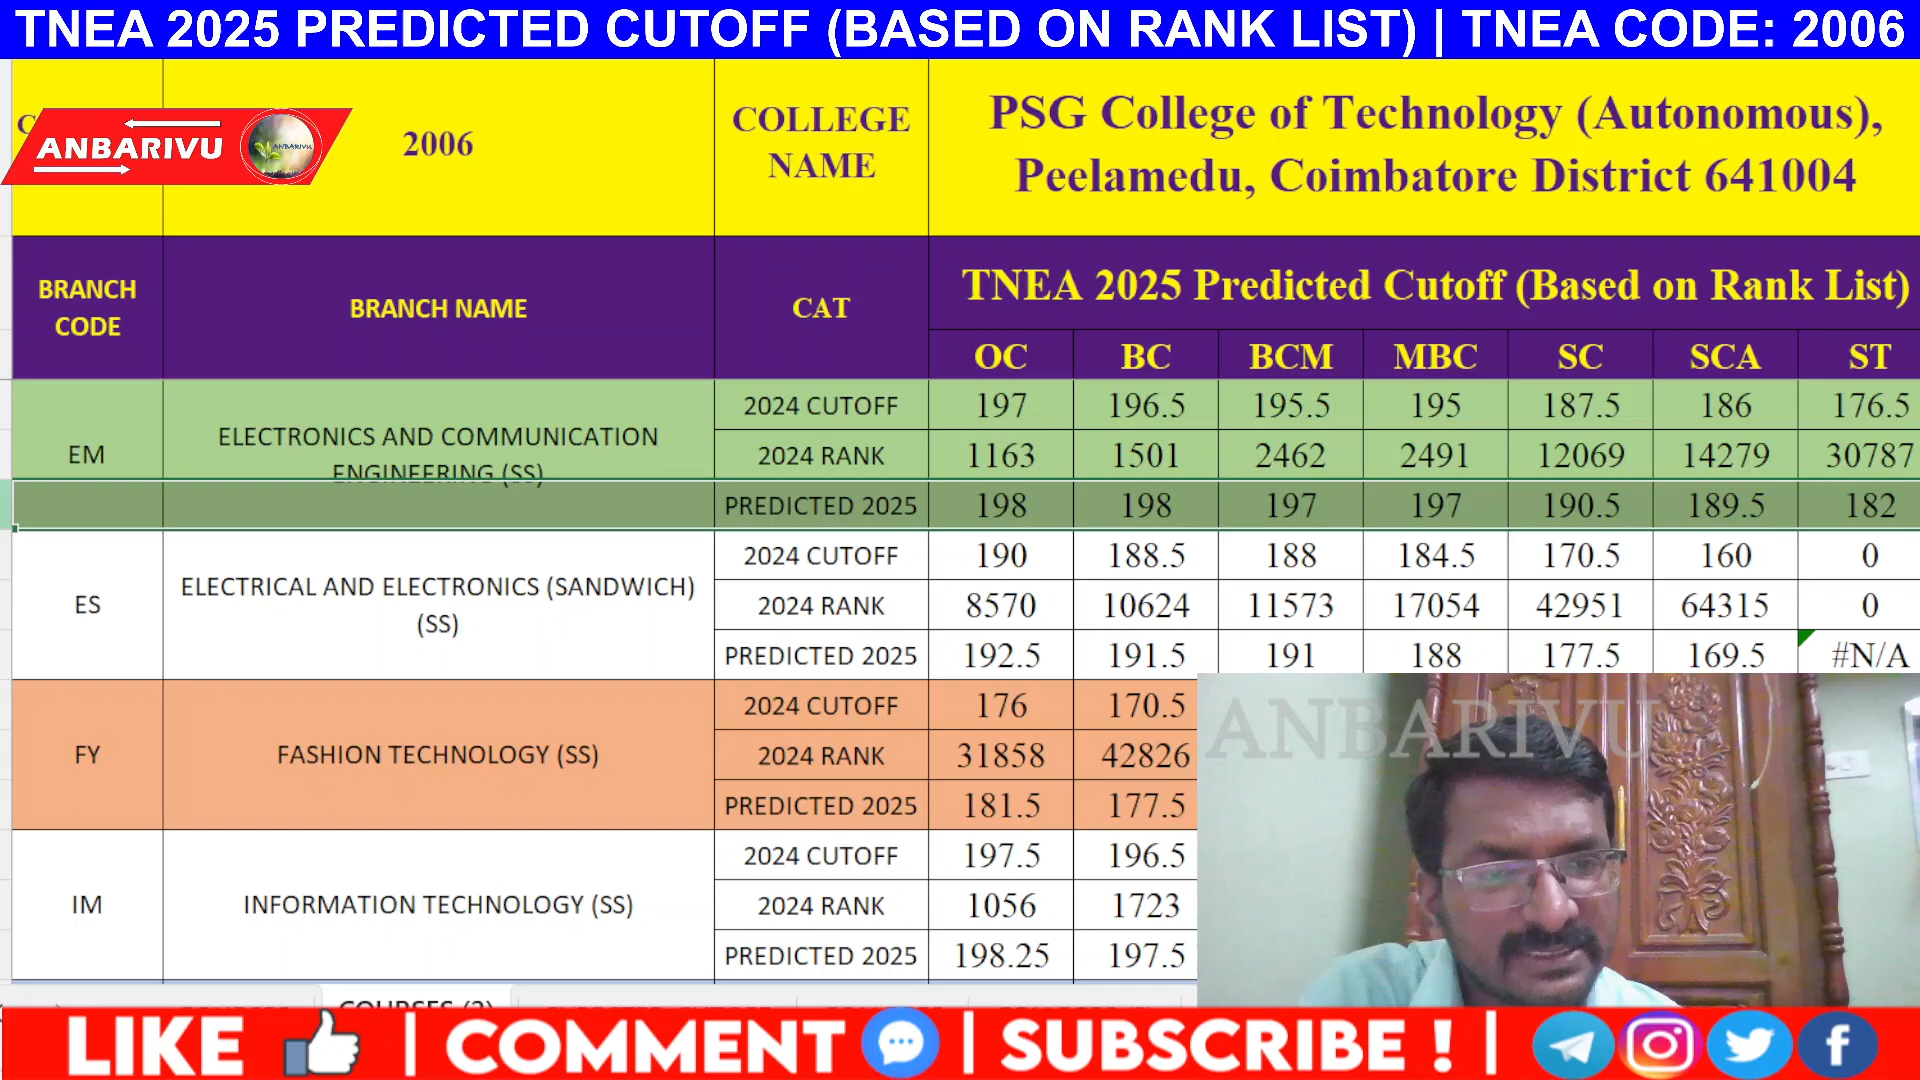 TNEA 2025 PREDICTED CUTOFF (BASED ON RANK LIST) | TNEA CODE: 2006
ANBARIVU
ANBARIVU
2006
COLLEGE NAME
PSG College of Technology (Autonomous),
Peelamedu, Coimbatore District 641004
BRANCH CODE
BRANCH NAME
CAT
TNEA 2025 Predicted Cutoff (Based on Rank List)
OC BC BCM MBC SC SCA ST
EM
ELECTRONICS AND COMMUNICATION
ENGINEERING (SS)
2024 CUTOFF 197 196.5 195.5 195 187.5 186 176.5
2024 RANK 1163 1501 2462 2491 12069 14279 30787
PREDICTED 2025 198 198 197 197 190.5 189.5 182
ES
ELECTRICAL AND ELECTRONICS (SANDWICH)
(SS)
2024 CUTOFF 190 188.5 188 184.5 170.5 160 0
2024 RANK 8570 10624 11573 17054 42951 64315 0
PREDICTED 2025 192.5 191.5 191 188 177.5 169.5 #N/A
FY
FASHION TECHNOLOGY (SS)
2024 CUTOFF 176 170.5
2024 RANK 31858 42826
PREDICTED 2025 181.5 177.5
ANBARIVU
IM
INFORMATION TECHNOLOGY (SS)
2024 CUTOFF 197.5 196.5
2024 RANK 1056 1723
PREDICTED 2025 198.25 197.5
COURSES (2)
LIKE | COMMENT | SUBSCRIBE ! |